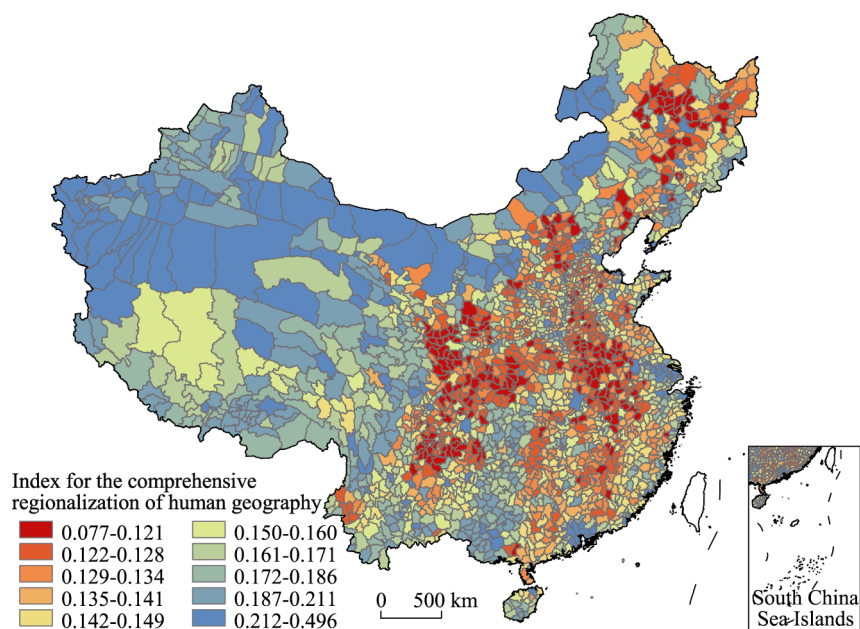 Index for the comprehensive
regionalization of human geography
0.077-0.121
0.122-0.128
0.129-0.134
0.135-0.141
0.142-0.149
0.150-0.160
0.161-0.171
0.172-0.186
0.187-0.211
0.212-0.496
0 500 km
South China
Sea Islands